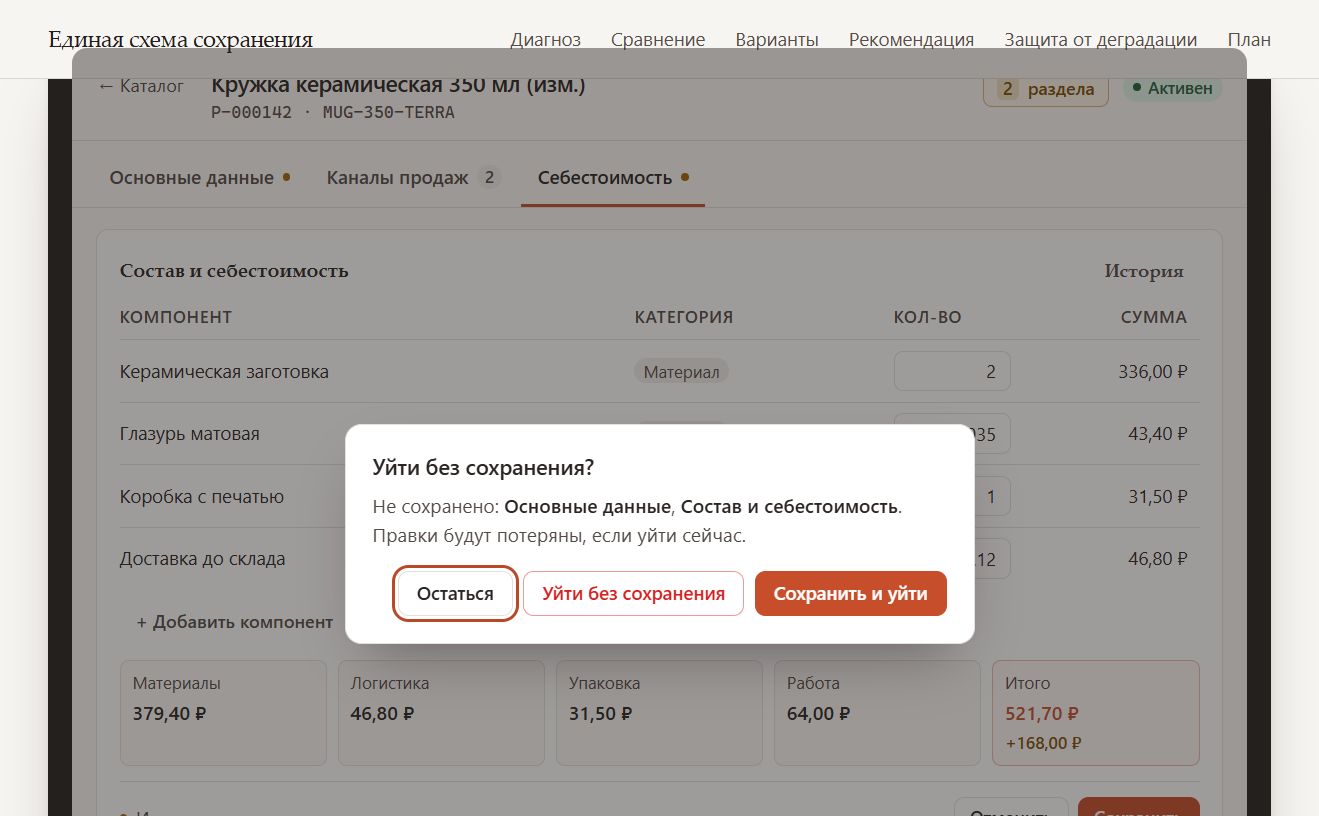 Единая схема сохранения
Диагноз Сравнение Варианты Рекомендация Защита от деградации План
← Каталог Кружка керамическая 350 мл (изм.) 2 раздела Активен
P-000142 · MUG-350-TERRA
Основные данные Каналы продаж 2 Себестоимость
Состав и себестоимость История
КОМПОНЕНТ КАТЕГОРИЯ КОЛ-ВО СУММА
Керамическая заготовка Материал 2 336,00 ₽
Глазурь матовая 035 43,40 ₽
Коробка с печатью 1 31,50 ₽
Доставка до склада .12 46,80 ₽
+ Добавить компонент
Уйти без сохранения?
Не сохранено: Основные данные, Состав и себестоимость.
Правки будут потеряны, если уйти сейчас.
Остаться Уйти без сохранения Сохранить и уйти
Материалы Логистика Упаковка Работа Итого
379,40 ₽ 46,80 ₽ 31,50 ₽ 64,00 ₽ 521,70 ₽
+168,00 ₽
Отменить Сохранить